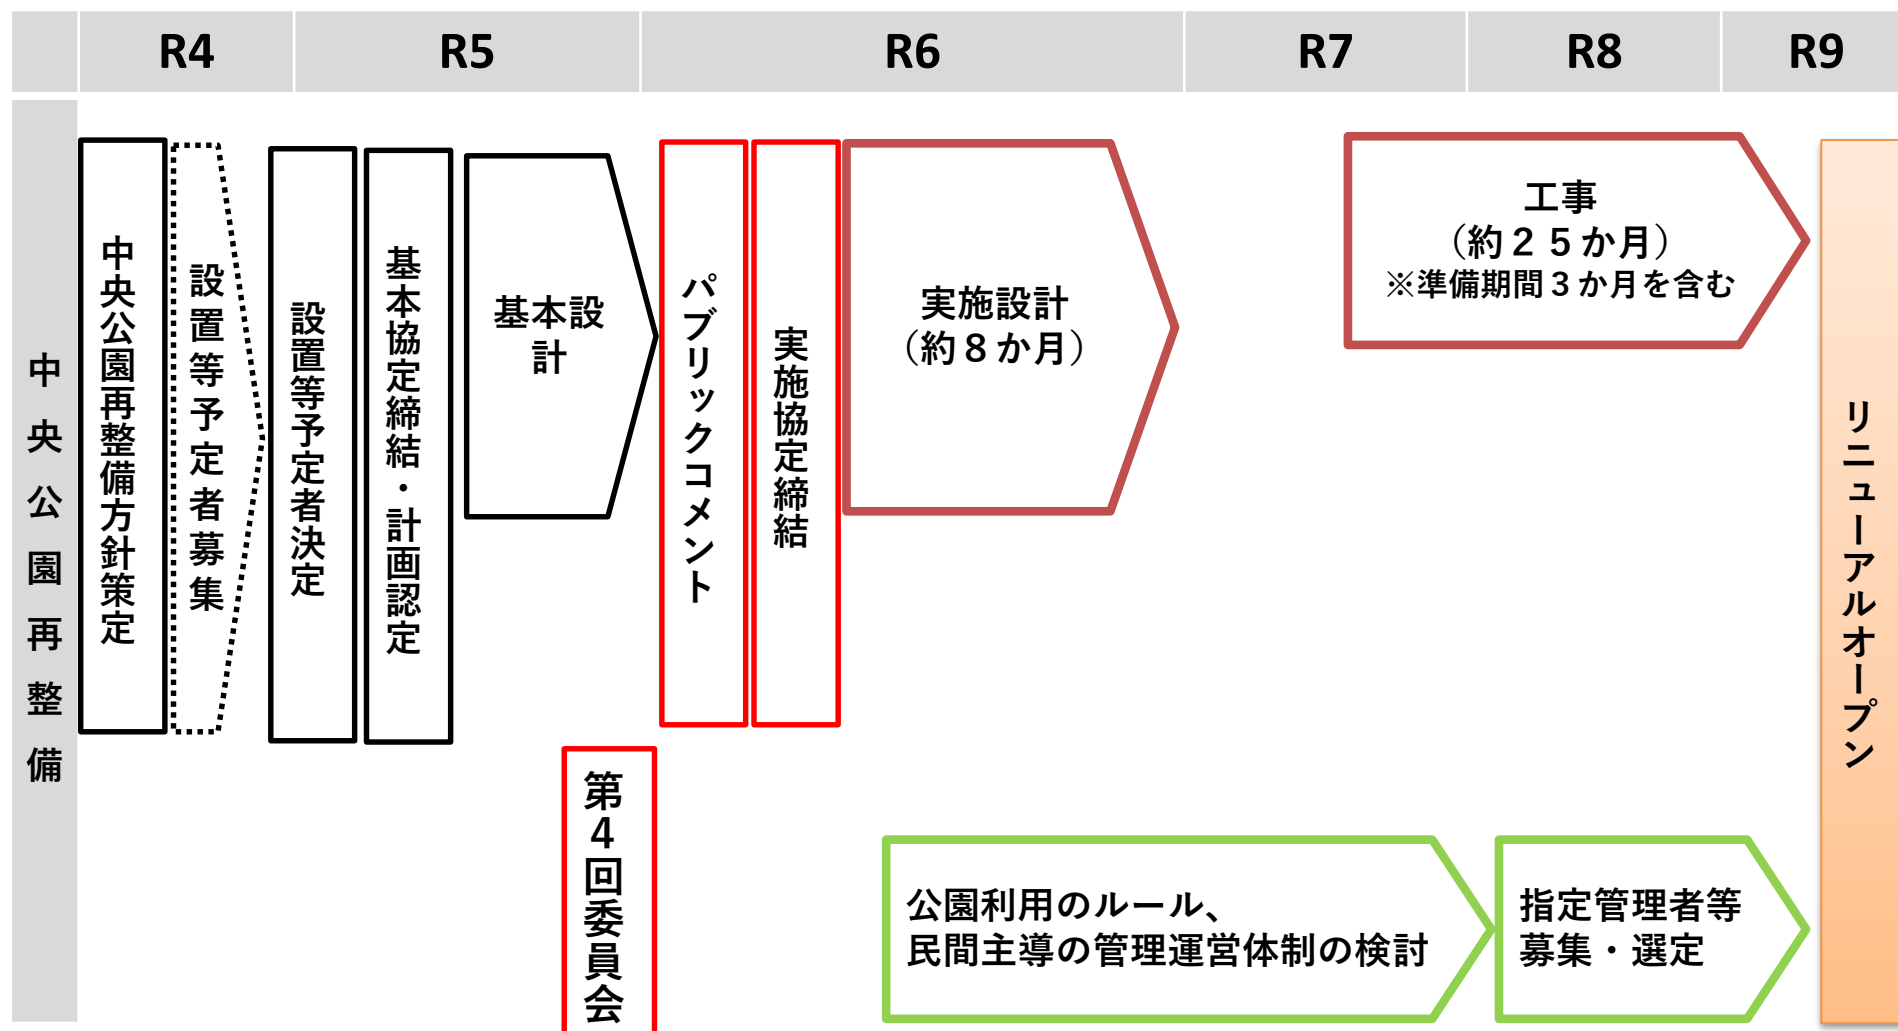 R4
R5
R6
R7
R8
R9
中央公園再整備
中央公園再整備方針策定
設置等予定者募集
設置等予定者決定
基本協定締結・計画認定
基本設
計
パブリックコメント
実施協定締結
実施設計
（約８か月）
工事
（約２５か月）
※準備期間３か月を含む
リニューアルオープン
第４回委員会
公園利用のルール、
民間主導の管理運営体制の検討
指定管理者等
募集・選定